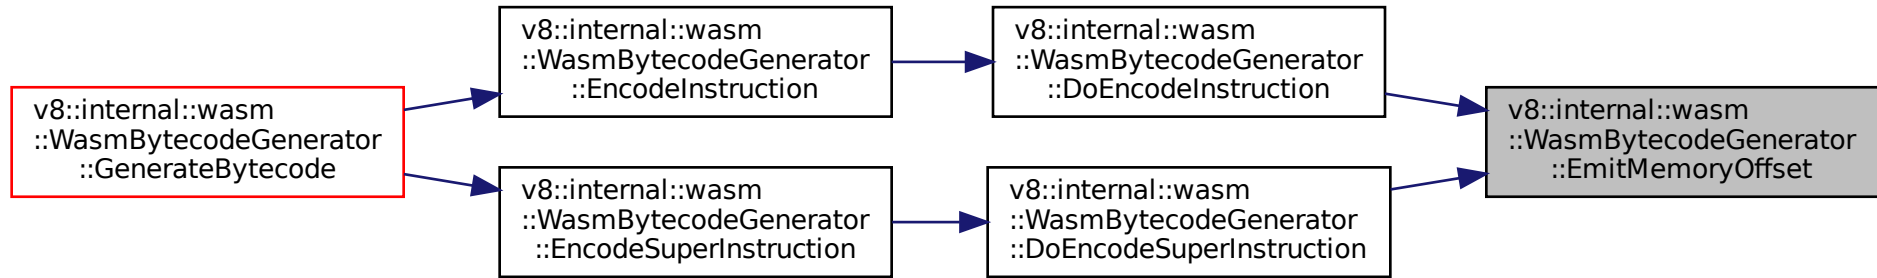 v8::internal::wasm
::WasmBytecodeGenerator
::GenerateBytecode
v8::internal::wasm
::WasmBytecodeGenerator
::EncodeInstruction
v8::internal::wasm
::WasmBytecodeGenerator
::DoEncodeInstruction
v8::internal::wasm
::WasmBytecodeGenerator
::EncodeSuperInstruction
v8::internal::wasm
::WasmBytecodeGenerator
::DoEncodeSuperInstruction
v8::internal::wasm
::WasmBytecodeGenerator
::EmitMemoryOffset